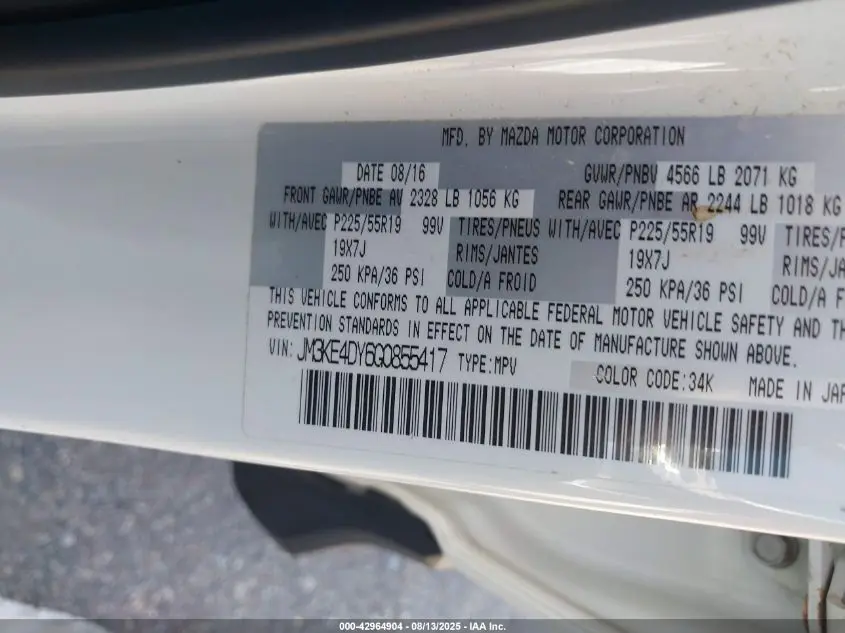 MFD. BY MAZDA MOTOR CORPORATION
DATE 08/16 GVWR/PNBV 4566 LB 2071 KG
FRONT GAWR/PNBE AV 2328 LB 1056 KG REAR GAWR/PNBE AR 2244 LB 1018 KG
WITH/AVEC P225/55R19 99V TIRES/PNEUS WITH/AVEC P225/55R19 99V TIRES/P
19X7J RIMS/JANTES 19X7J RIMS/JA
250 KPA/36 PSI COLD/A FROID 250 KPA/36 PSI COLD/A F
THIS VEHICLE CONFORMS TO ALL APPLICABLE FEDERAL MOTOR VEHICLE SAFETY AND TH
PREVENTION STANDARDS IN EFFECT ON THE DATE OF MANUFACTURE SHOWN ABOVE.
VIN: JM3KE4DY6G0855417 TYPE:MPV COLOR CODE:34K MADE IN JAP
000-42964904 - 08/13/2025 - IAA Inc.